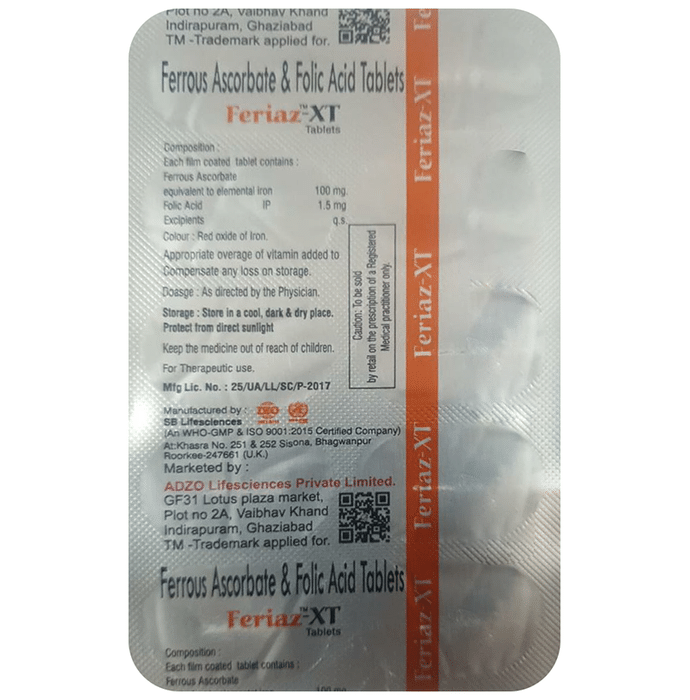 Plot no 2A, Vaibhav Khand
Indirapuram, Ghaziabad
TM -Trademark applied for.
Ferrous Ascorbate & Folic Acid Tablets
Feriaz™-XT
Tablets
Composition :
Each film coated tablet contains :
Ferrous Ascorbate
equivalent to elemental iron 100 mg.
Folic Acid IP 1.5 mg
Excipients q.s.
Colour : Red oxide of Iron.
Appropriate overage of vitamin added to
Compensate any loss on storage.
Doasge : As directed by the Physician.
Storage : Store in a cool, dark & dry place.
Protect from direct sunlight
Keep the medicine out of reach of children.
For Therapeutic use.
Mfg Lic. No. : 25/UA/LL/SC/P-2017
Caution: To be sold
by retail on the prescription of a Registered
Medical practitioner only.
Manufactured by :
ISO
SB Lifesciences
(An WHO-GMP & ISO 9001:2015 Certified Company)
At:Khasra No. 251 & 252 Sisona, Bhagwanpur
Roorkee-247661 (U.K.)
Marketed by :
ADZO Lifesciences Private Limited.
GF31 Lotus plaza market,
Plot no 2A, Vaibhav Khand
Indirapuram, Ghaziabad
TM -Trademark applied for.
Ferrous Ascorbate & Folic Acid Tablets
Feriaz™-XT
Tablets
Composition :
Each film coated tablet contains :
Ferrous Ascorbate
100 mg
Feriaz-XT
Feriaz-XT
Feriaz-XT
Feriaz-XT